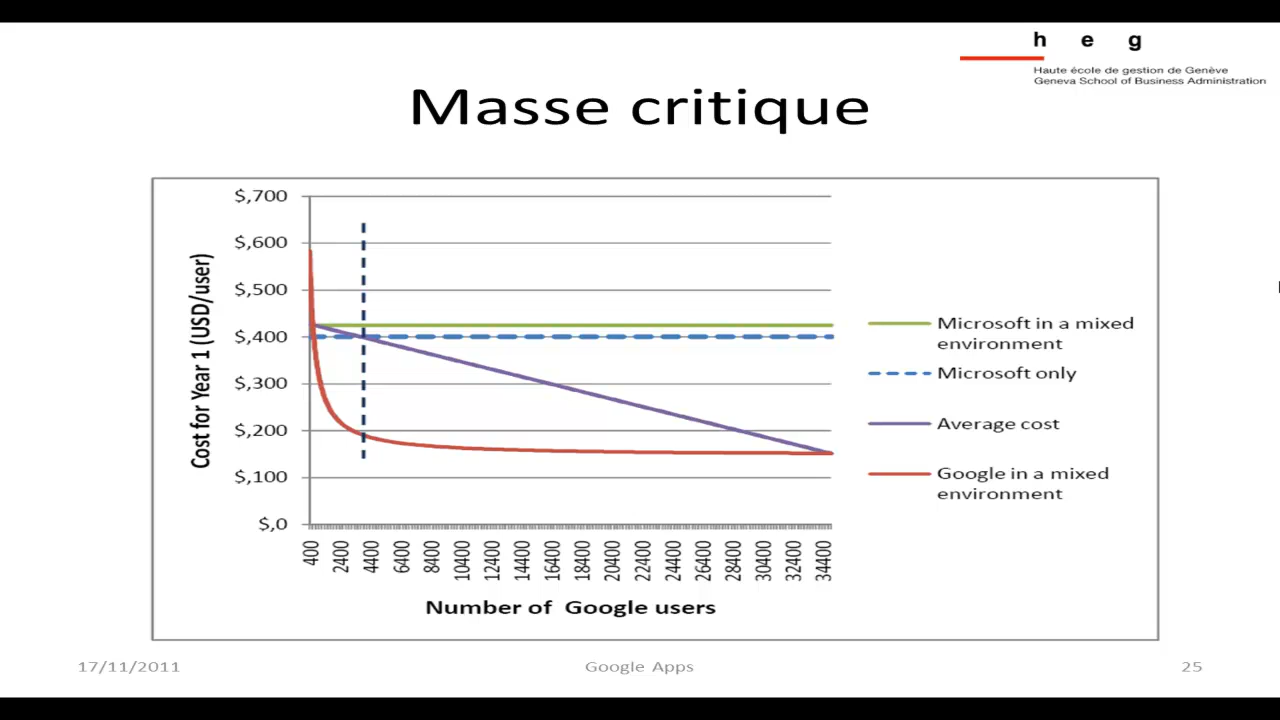 h e g
Haute école de gestion de Genève
Geneva School of Business Administration
Masse critique
$,700
$,600
$,500
$,400
$,300
$,200
$,100
$,0
Cost for Year 1 (USD/user)
400
2400
4400
6400
8400
10400
12400
14400
16400
18400
20400
22400
24400
26400
28400
30400
32400
34400
Number of Google users
Microsoft in a mixed
environment
Microsoft only
Average cost
Google in a mixed
environment
17/11/2011
Google Apps
25